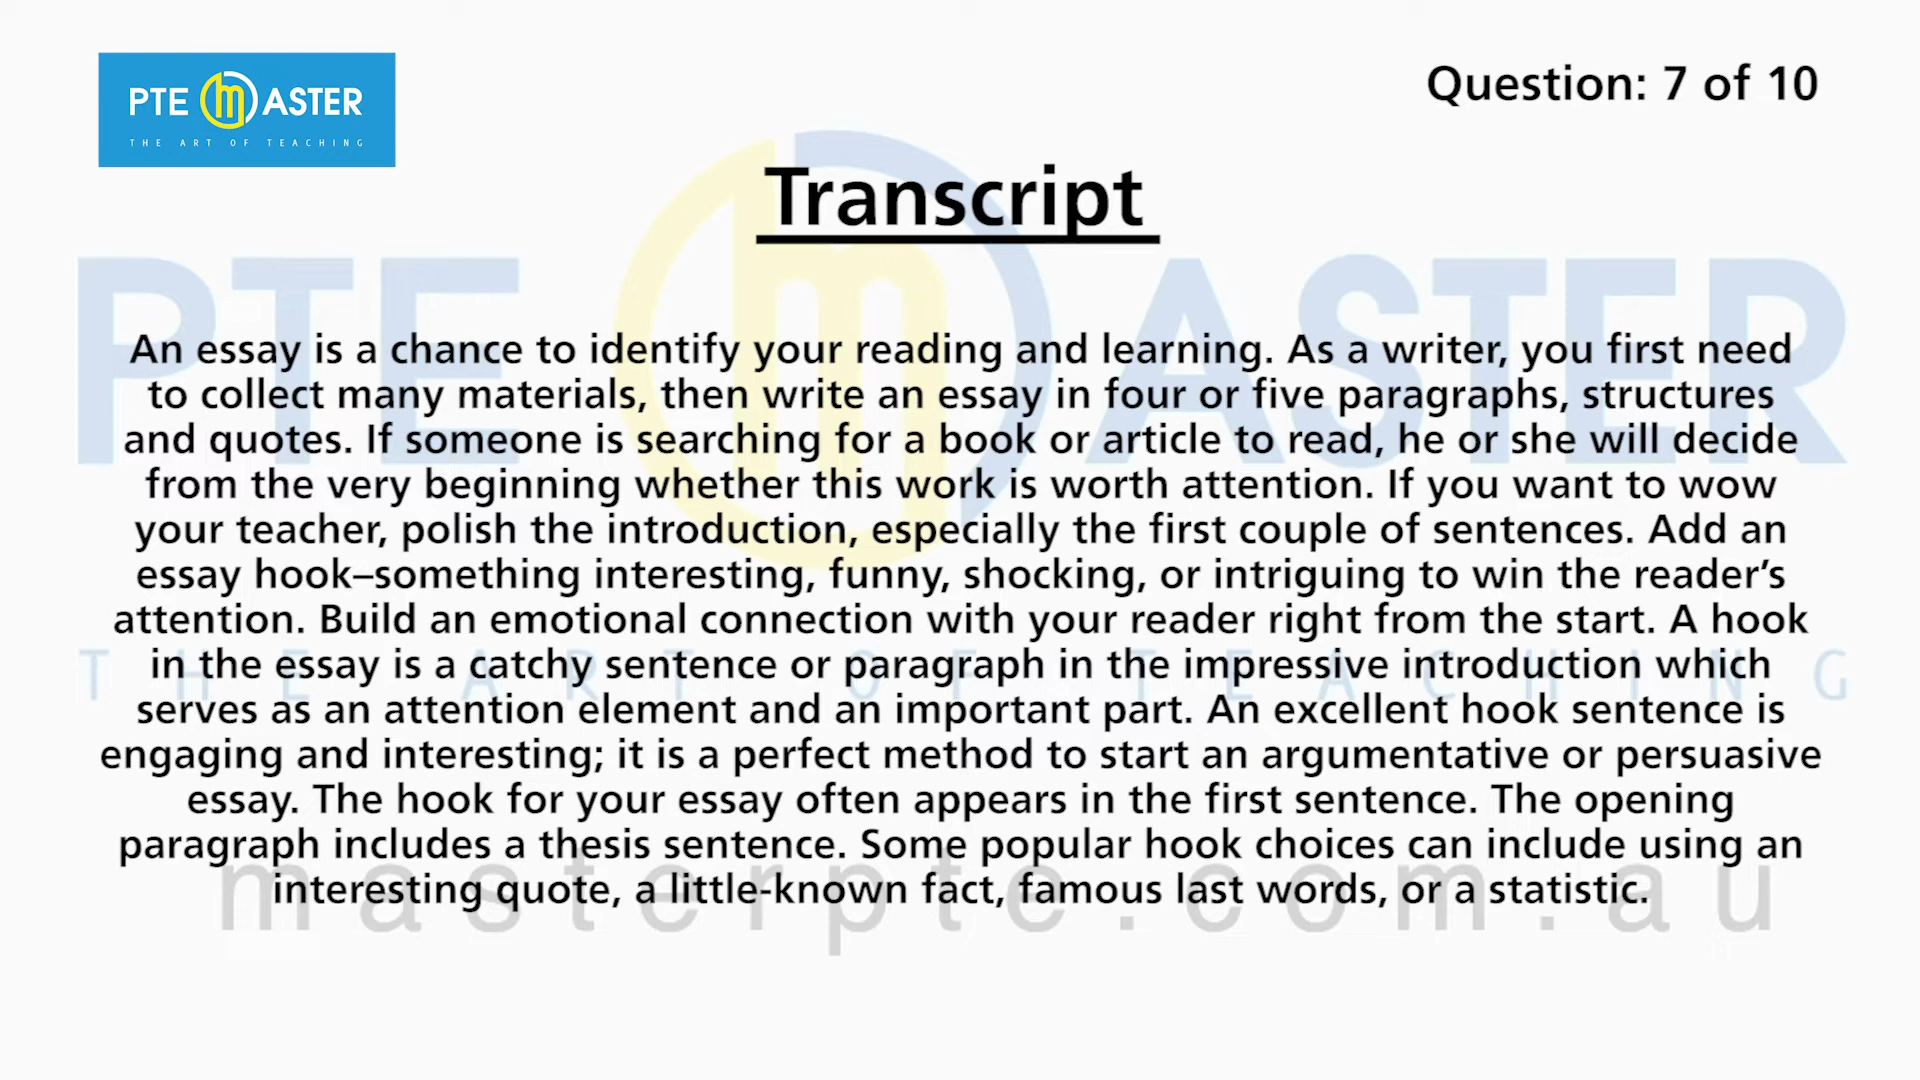 PTE MASTER
THE ART OF TEACHING
Question: 7 of 10
Transcript
An essay is a chance to identify your reading and learning. As a writer, you first need
to collect many materials, then write an essay in four or five paragraphs, structures
and quotes. If someone is searching for a book or article to read, he or she will decide
from the very beginning whether this work is worth attention. If you want to wow
your teacher, polish the introduction, especially the first couple of sentences. Add an
essay hook–something interesting, funny, shocking, or intriguing to win the reader’s
attention. Build an emotional connection with your reader right from the start. A hook
in the essay is a catchy sentence or paragraph in the impressive introduction which
serves as an attention element and an important part. An excellent hook sentence is
engaging and interesting; it is a perfect method to start an argumentative or persuasive
essay. The hook for your essay often appears in the first sentence. The opening
paragraph includes a thesis sentence. Some popular hook choices can include using an
interesting quote, a little-known fact, famous last words, or a statistic.
PTE MASTER
THE ART OF TEACHING
masterpte.com.au